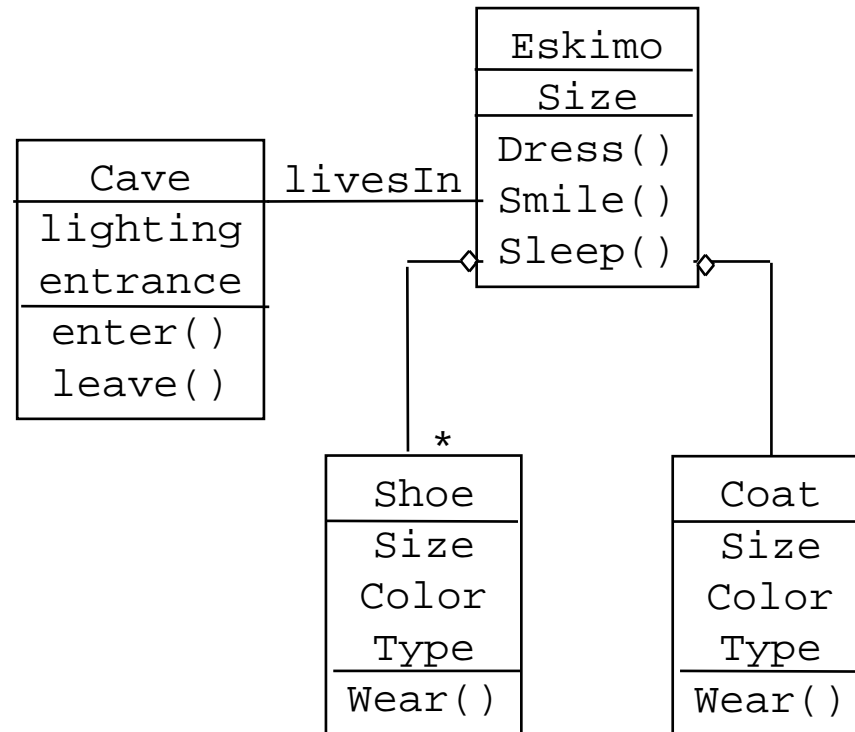 Eskimo
Size
Dress()
Smile()
Sleep()
Cave
lighting
entrance
enter()
leave()
livesIn
*
Shoe
Size
Color
Type
Wear()
Coat
Size
Color
Type
Wear()